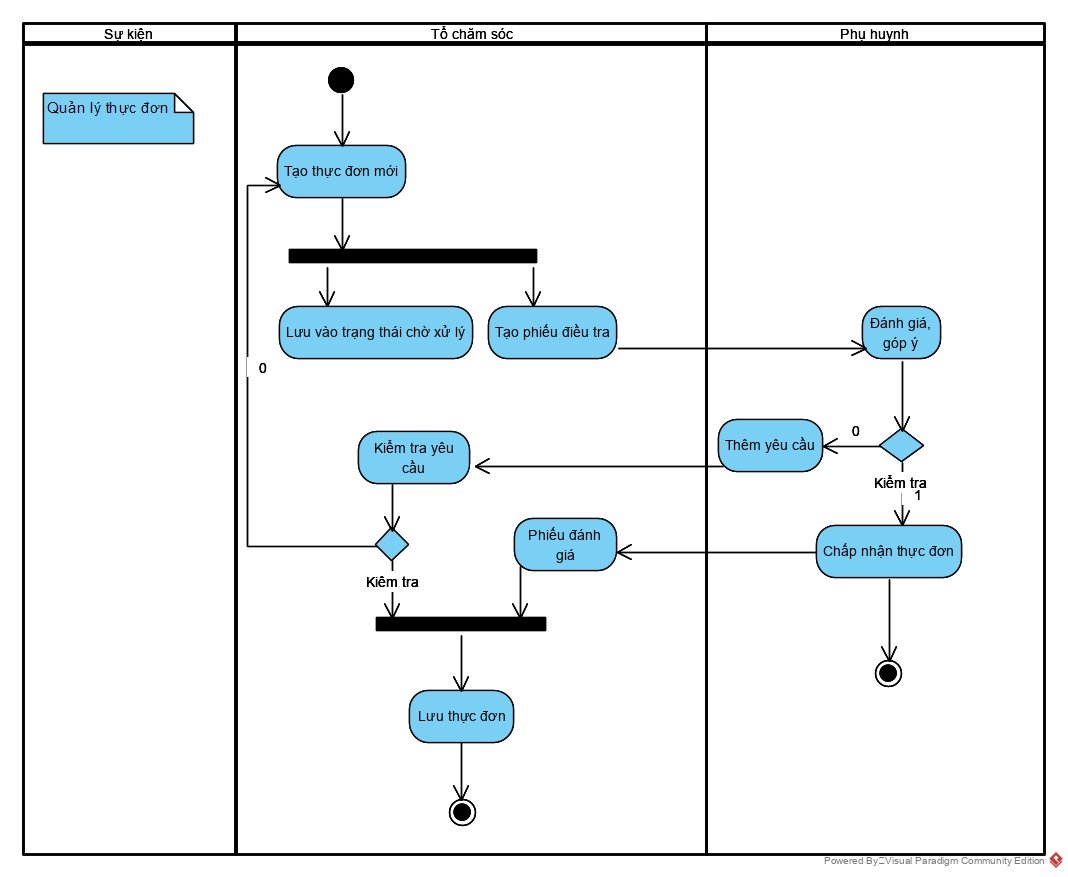 Sự kiện
Tổ chăm sóc
Phụ huynh
Quản lý thực đơn
Tạo thực đơn mới
Lưu vào trạng thái chờ xử lý
Tạo phiếu điều tra
Đánh giá,
góp ý
0
0
Thêm yêu cầu
Kiểm tra yêu
cầu
Kiểm tra
1
Phiếu đánh
giá
Chấp nhận thực đơn
Kiểm tra
Lưu thực đơn
Powered By Visual Paradigm Community Edition